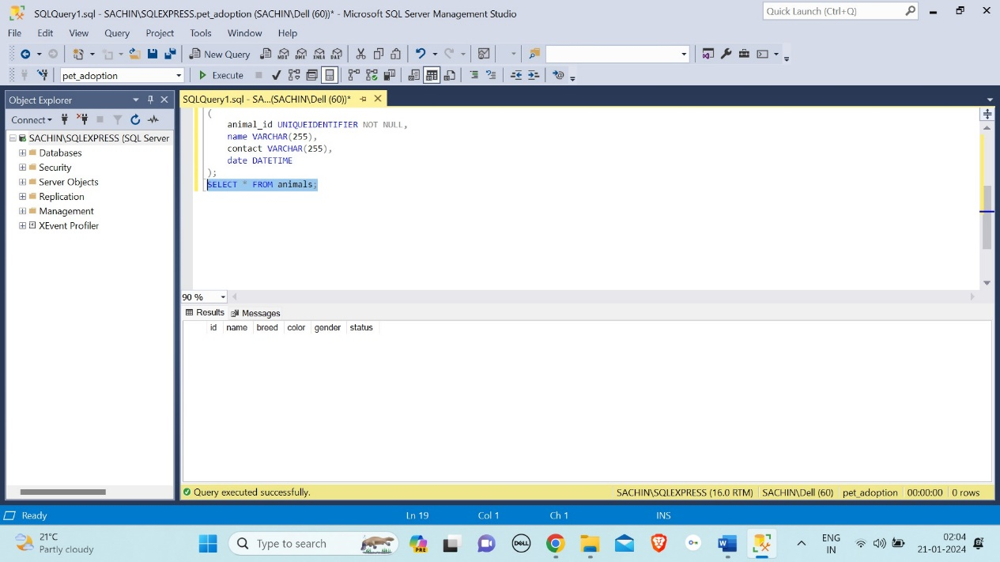 SQLQuery1.sql - SACHIN\SQLEXPRESS.pet_adoption (SACHIN\Dell (60))* - Microsoft SQL Server Management Studio
Quick Launch (Ctrl+Q)
File Edit View Query Project Tools Window Help
New Query
pet_adoption
Execute
Object Explorer
SQLQuery1.sql - SA...(SACHIN\Dell (60))*
Connect
SACHIN\SQLEXPRESS (SQL Server
Databases
Security
Server Objects
Replication
Management
XEvent Profiler
(
animal_id UNIQUEIDENTIFIER NOT NULL,
name VARCHAR(255),
contact VARCHAR(255),
date DATETIME
);
SELECT * FROM animals;
90 %
Results Messages
id name breed color gender status
Query executed successfully.
SACHIN\SQLEXPRESS (16.0 RTM) SACHIN\Dell (60) pet_adoption 00:00:00 0 rows
Ready Ln 19 Col 1 Ch 1 INS
21°C
Partly cloudy
Type to search
PRE
DELL
ENG
IN
02:04
21-01-2024